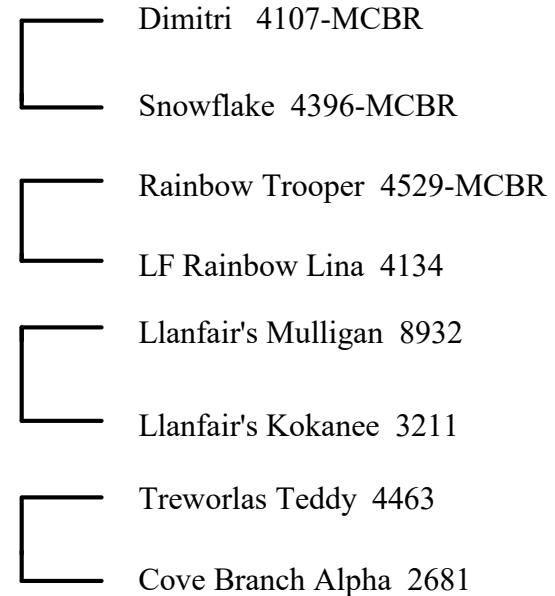 Dimitri 4107-MCBR
Snowflake 4396-MCBR
Rainbow Trooper 4529-MCBR
LF Rainbow Lina 4134
Llanfair's Mulligan 8932
Llanfair's Kokanee 3211
Treworlas Teddy 4463
Cove Branch Alpha 2681